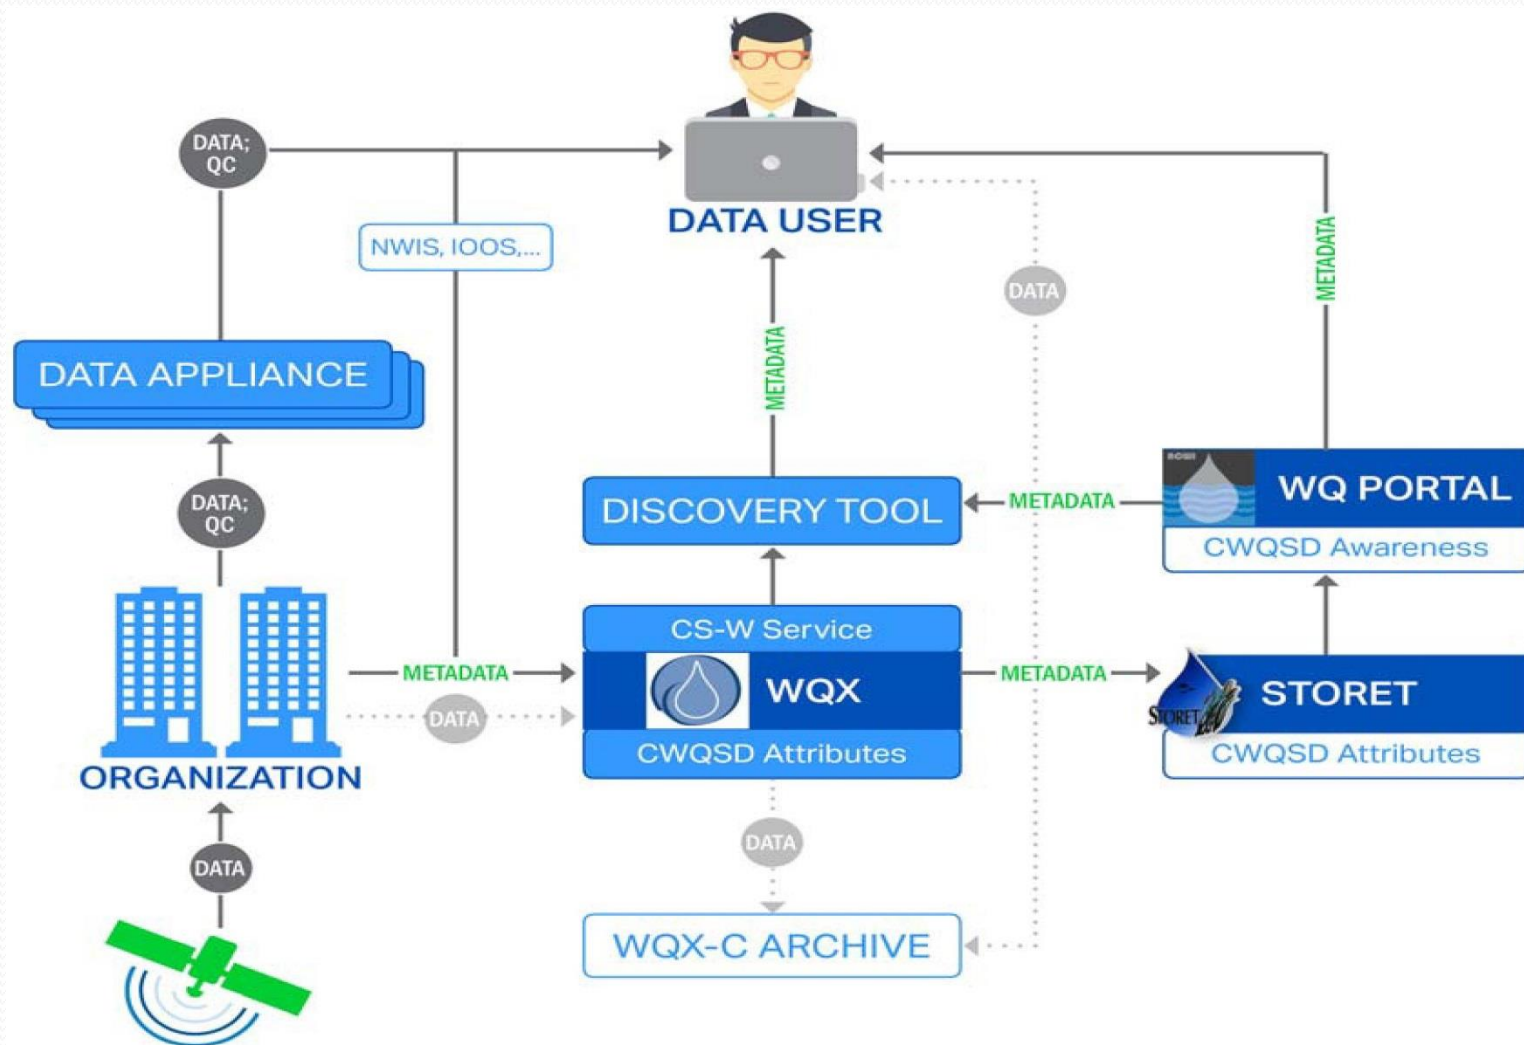 DATA;
QC
NWIS, IOOS,...
DATA USER
METADATA
DATA
DATA APPLIANCE
METADATA
DATA;
QC
DISCOVERY TOOL
METADATA
WQ PORTAL
CWQSD Awareness
CS-W Service
METADATA
WQX
METADATA
STORET
STORET
DATA
CWQSD Attributes
CWQSD Attributes
ORGANIZATION
DATA
DATA
WQX-C ARCHIVE